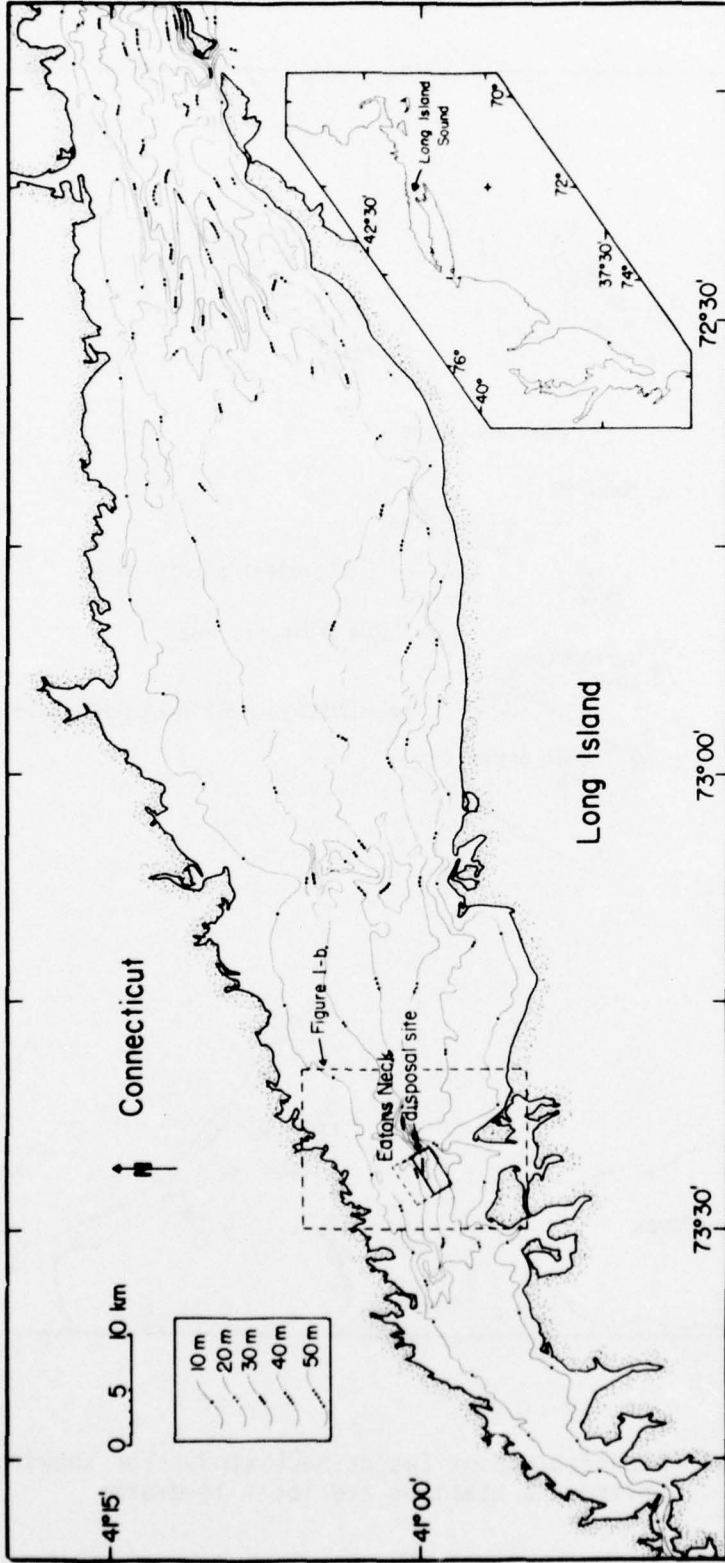 Connecticut
N
0 5 10 km
10 m
20 m
30 m
40 m
50 m
Figure 1-b.
Eatons Neck
disposal site
Long Island
41°15'
41°00'
73°30'
73°00'
72°30'
Long Island
Sound
42°30'
76°
40°
70°
72°
37°30'
74°